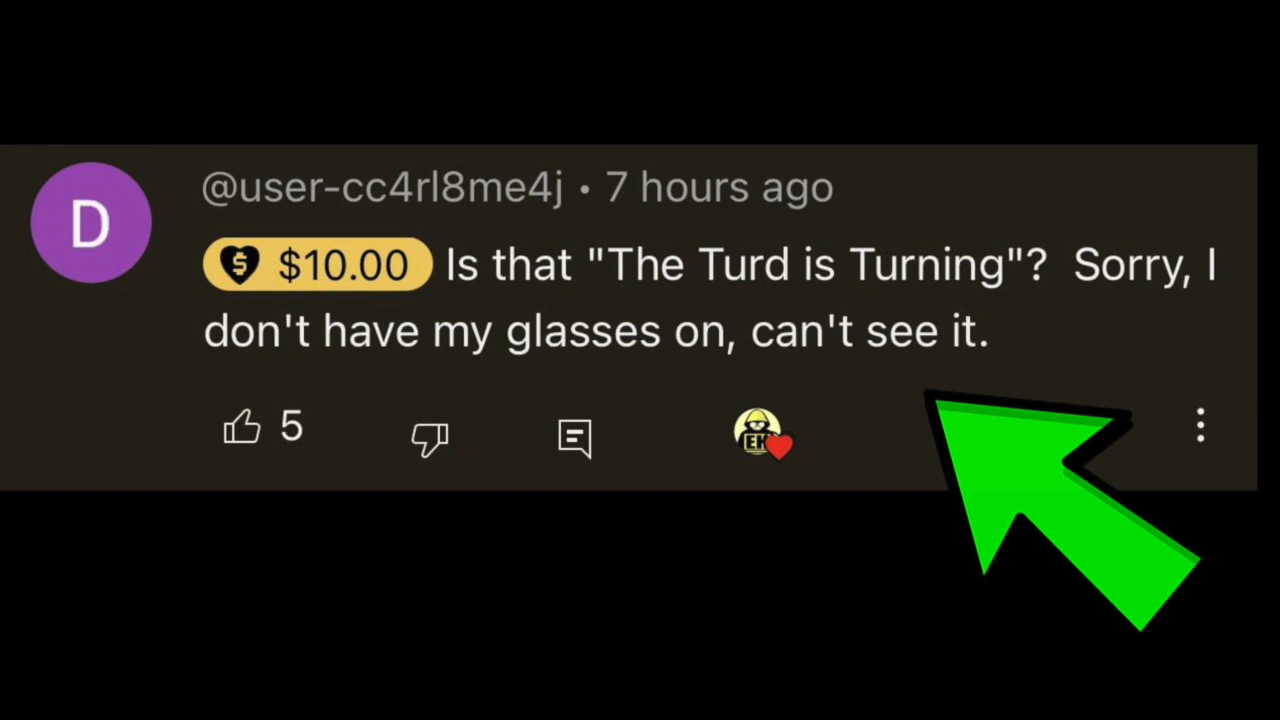 D
@user-cc4rl8me4j • 7 hours ago
$10.00 Is that "The Turd is Turning"? Sorry, I
don't have my glasses on, can't see it.
5
EK